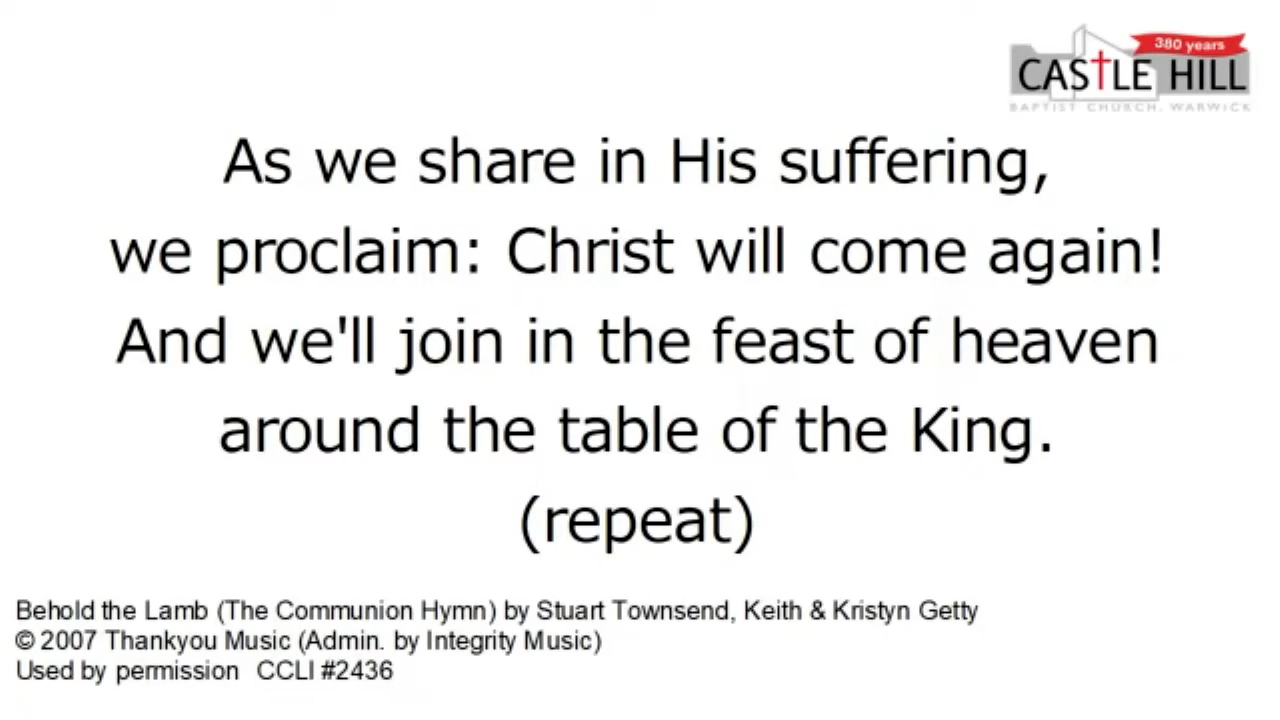 380 years
CASTLE HILL
BAPTIST CHURCH, WARWICK
As we share in His suffering,
we proclaim: Christ will come again!
And we'll join in the feast of heaven
around the table of the King.
(repeat)
Behold the Lamb (The Communion Hymn) by Stuart Townsend, Keith & Kristyn Getty
© 2007 Thankyou Music (Admin. by Integrity Music)
Used by permission CCLI #2436